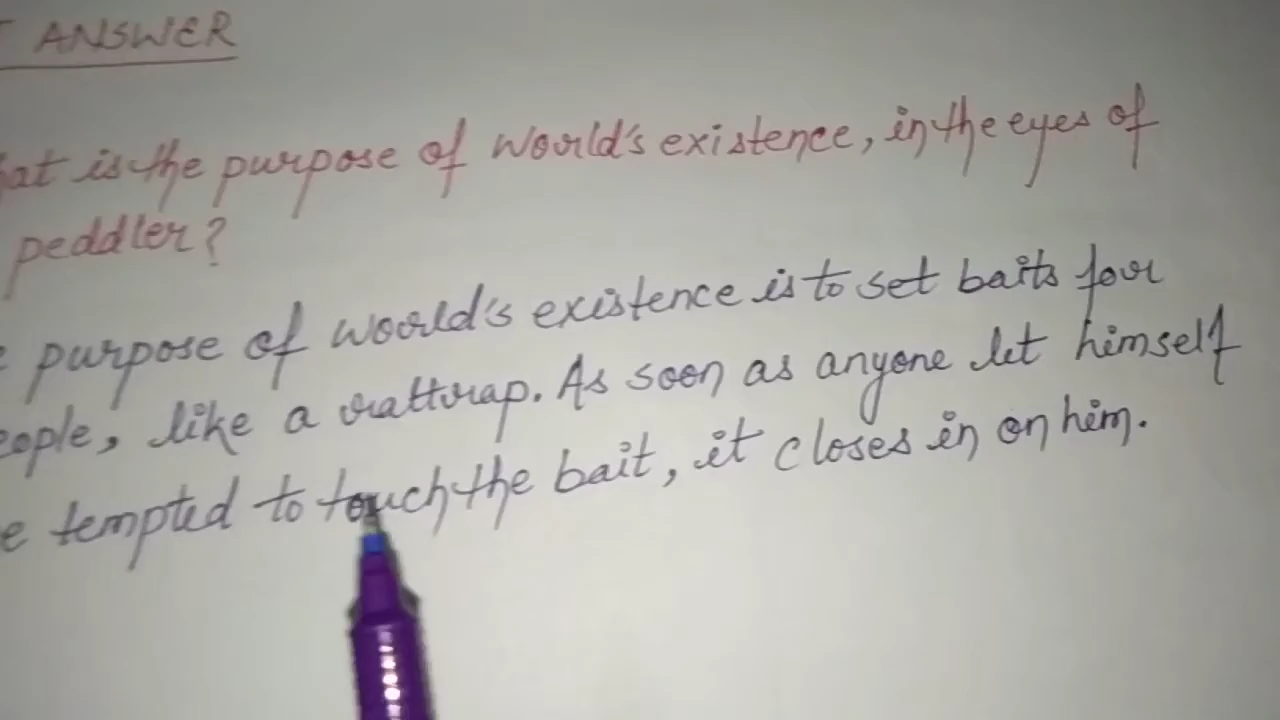 ANSWER
at is the purpose of world's existence, in the eyes of
peddler?
purpose of world's existence is to set baits for
eople, like a rattrap. As soon as anyone let himself
e tempted to touch the bait, it closes in on him.